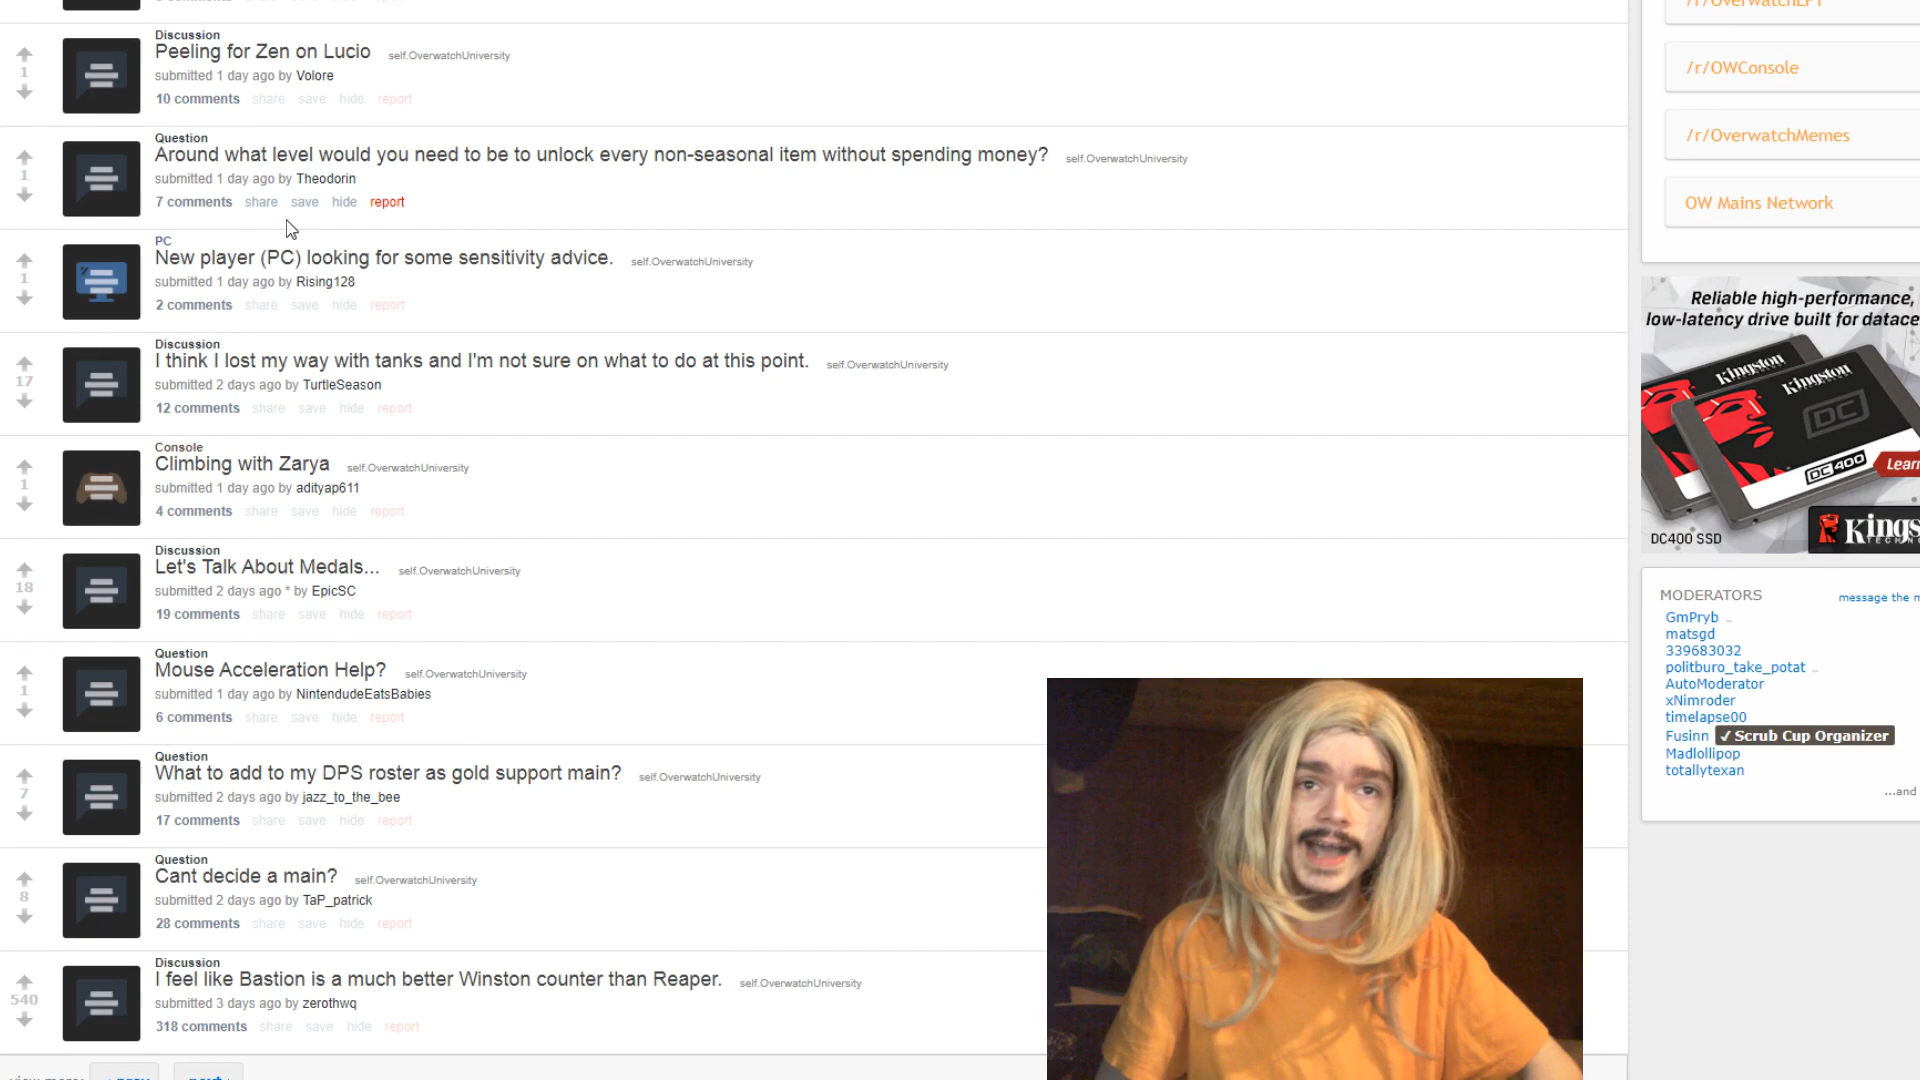 Discussion
Peeling for Zen on Lucio self.OverwatchUniversity
1
submitted 1 day ago by Volore
10 comments share save hide report
Question
Around what level would you need to be to unlock every non-seasonal item without spending money? self.OverwatchUniversity
1
submitted 1 day ago by Theodorin
7 comments share save hide report
PC
New player (PC) looking for some sensitivity advice. self.OverwatchUniversity
1
submitted 1 day ago by Rising128
2 comments share save hide report
Discussion
I think I lost my way with tanks and I'm not sure on what to do at this point. self.OverwatchUniversity
17
submitted 2 days ago by TurtleSeason
12 comments share save hide report
Console
Climbing with Zarya self.OverwatchUniversity
1
submitted 1 day ago by adityap611
4 comments share save hide report
Discussion
Let's Talk About Medals... self.OverwatchUniversity
18
submitted 2 days ago * by EpicSC
19 comments share save hide report
Question
Mouse Acceleration Help? self.OverwatchUniversity
1
submitted 1 day ago by NintendudeEatsBabies
6 comments share save hide report
Question
What to add to my DPS roster as gold support main? self.OverwatchUniversity
7
submitted 2 days ago by jazz_to_the_bee
17 comments share save hide report
Question
Cant decide a main? self.OverwatchUniversity
8
submitted 2 days ago by TaP_patrick
28 comments share save hide report
Discussion
I feel like Bastion is a much better Winston counter than Reaper. self.OverwatchUniversity
540
submitted 3 days ago by zerothwq
318 comments share save hide report
/r/OWConsole
/r/OverwatchMemes
OW Mains Network
Reliable high-performance,
low-latency drive built for datace
Kingston
Kingston
DC
DC400
Learn
DC400 SSD
Kings
MODERATORS message the m
GmPryb
matsgd
339683032
politburo_take_potat
AutoModerator
xNimroder
timelapse00
Fusinn ✓ Scrub Cup Organizer
Madlollipop
totallytexan
...and